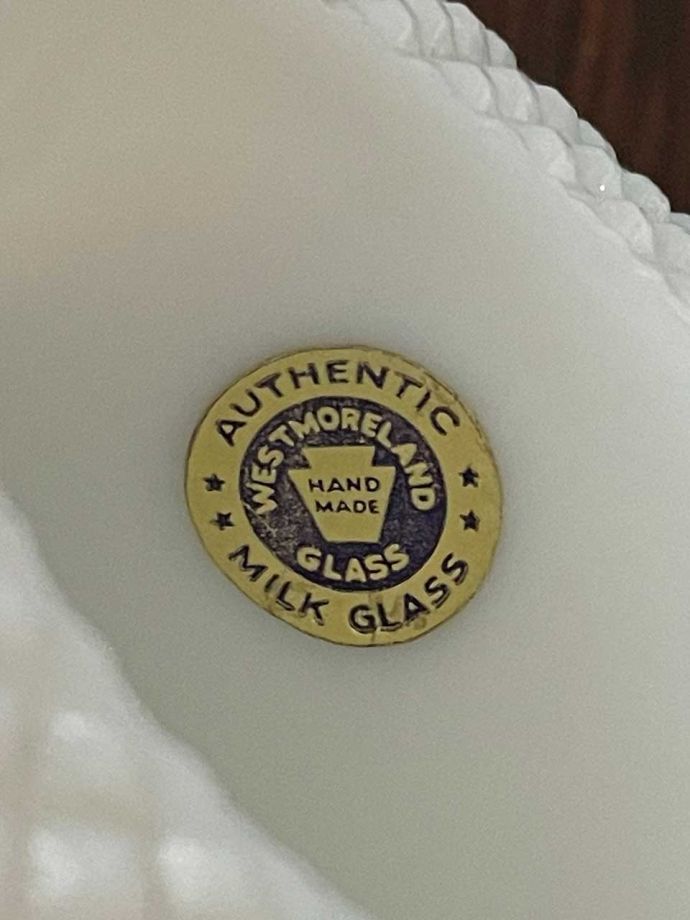 AUTHENTIC
WESTMORELAND
HAND
MADE
GLASS
MILK GLASS